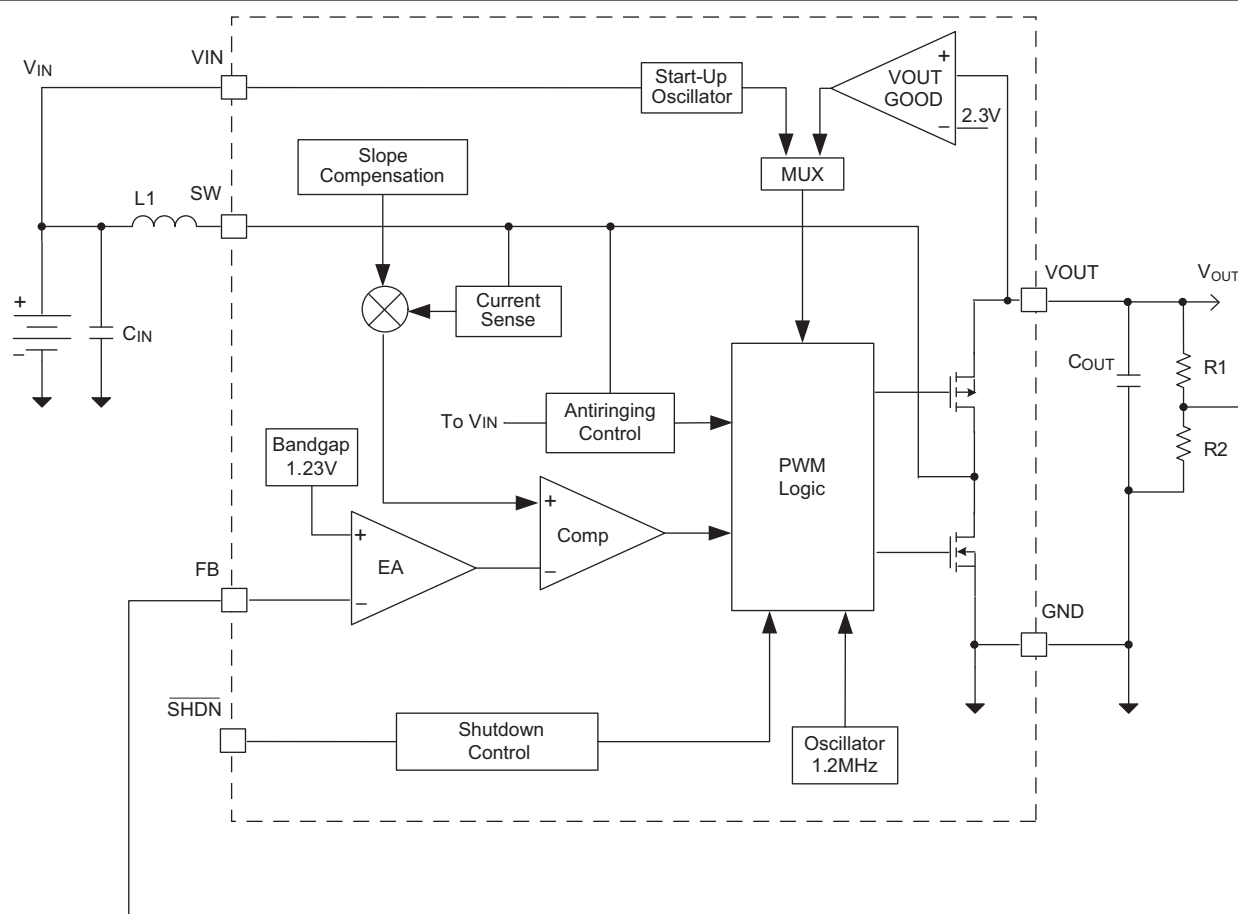 VIN
VIN
Start-Up
Oscillator
+
VOUT
GOOD
2.3V
−
Slope
Compensation
MUX
L1
SW
VOUT
VOUT
+
−
CIN
Current
Sense
COUT
R1
To VIN
Antiringing
Control
R2
Bandgap
1.23V
PWM
Logic
+
Comp
−
+
EA
−
FB
GND
SHDN
Shutdown
Control
Oscillator
1.2MHz